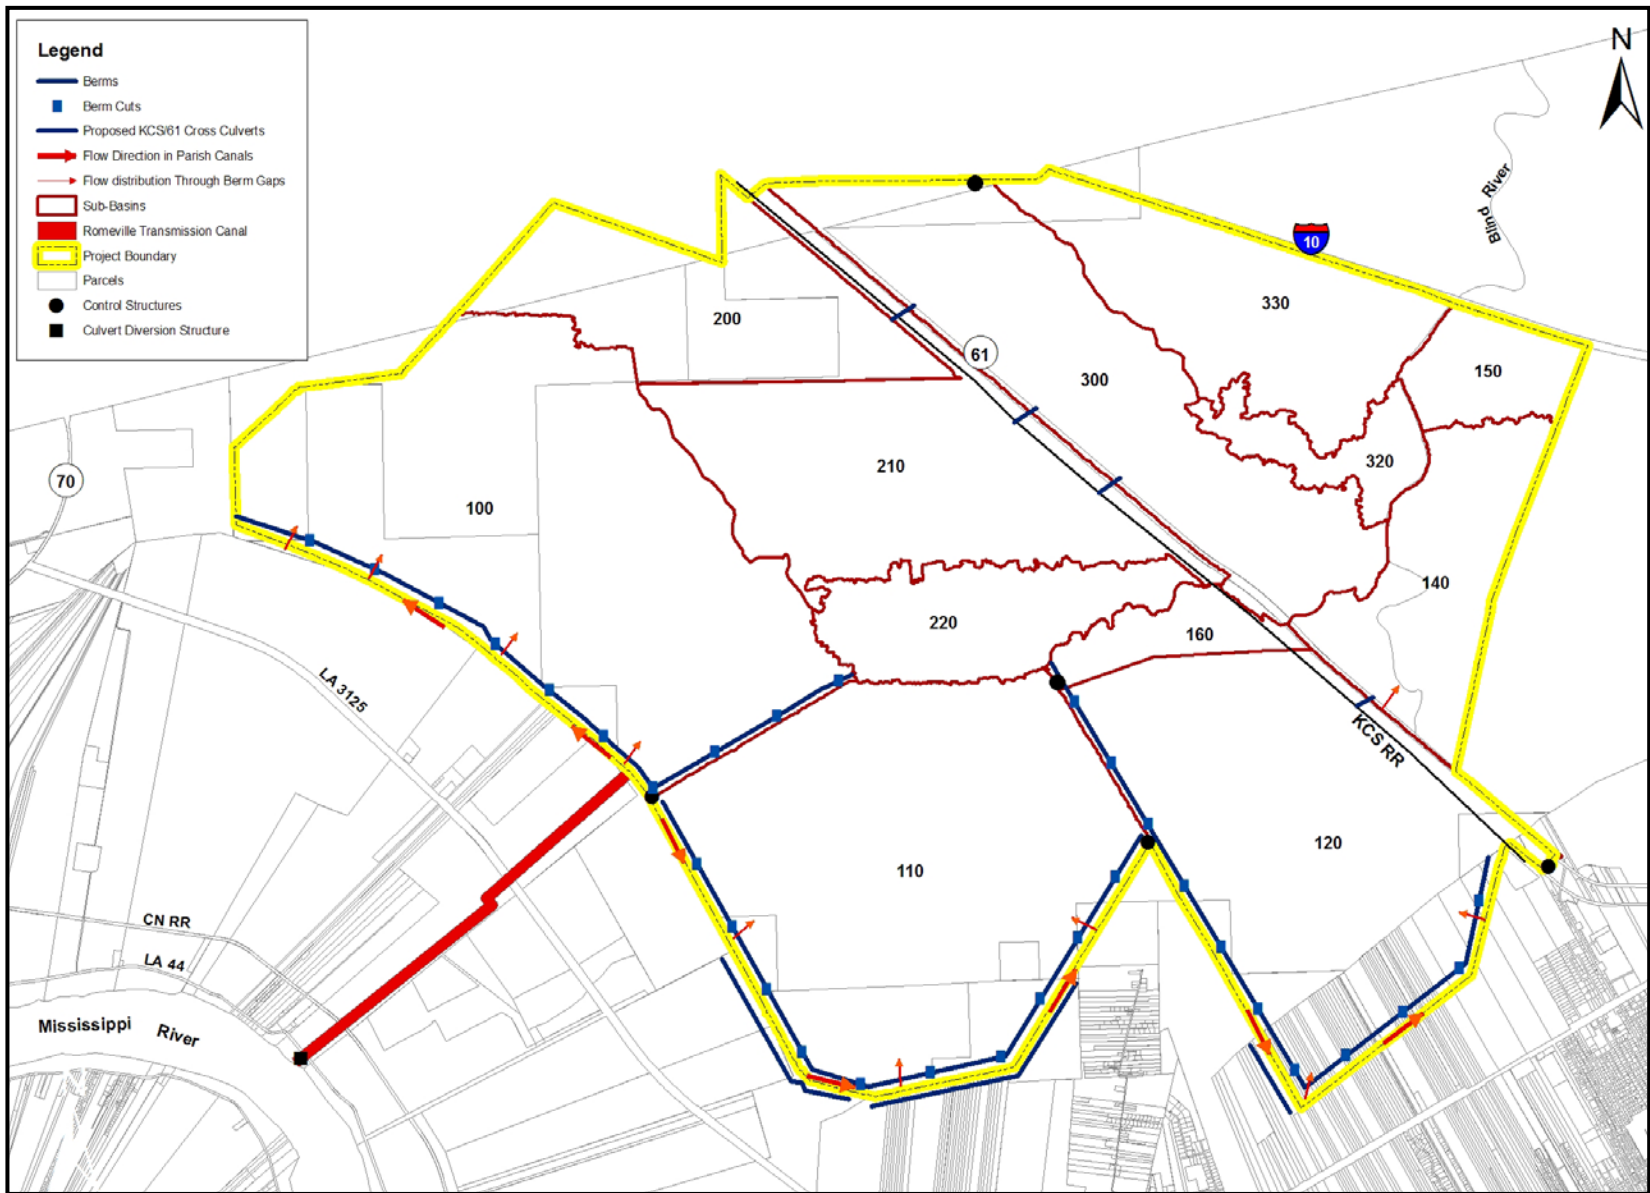 Legend
Berms
Berm Cuts
Proposed KCS/61 Cross Culverts
Flow Direction in Parish Canals
Flow distribution Through Berm Gaps
Sub-Basins
Romeville Transmission Canal
Project Boundary
Parcels
Control Structures
Culvert Diversion Structure
N
Blind River
10
330
200
61
300
150
320
210
70
100
140
220
160
LA 3125
KCS RR
120
110
CN RR
LA 44
Mississippi River